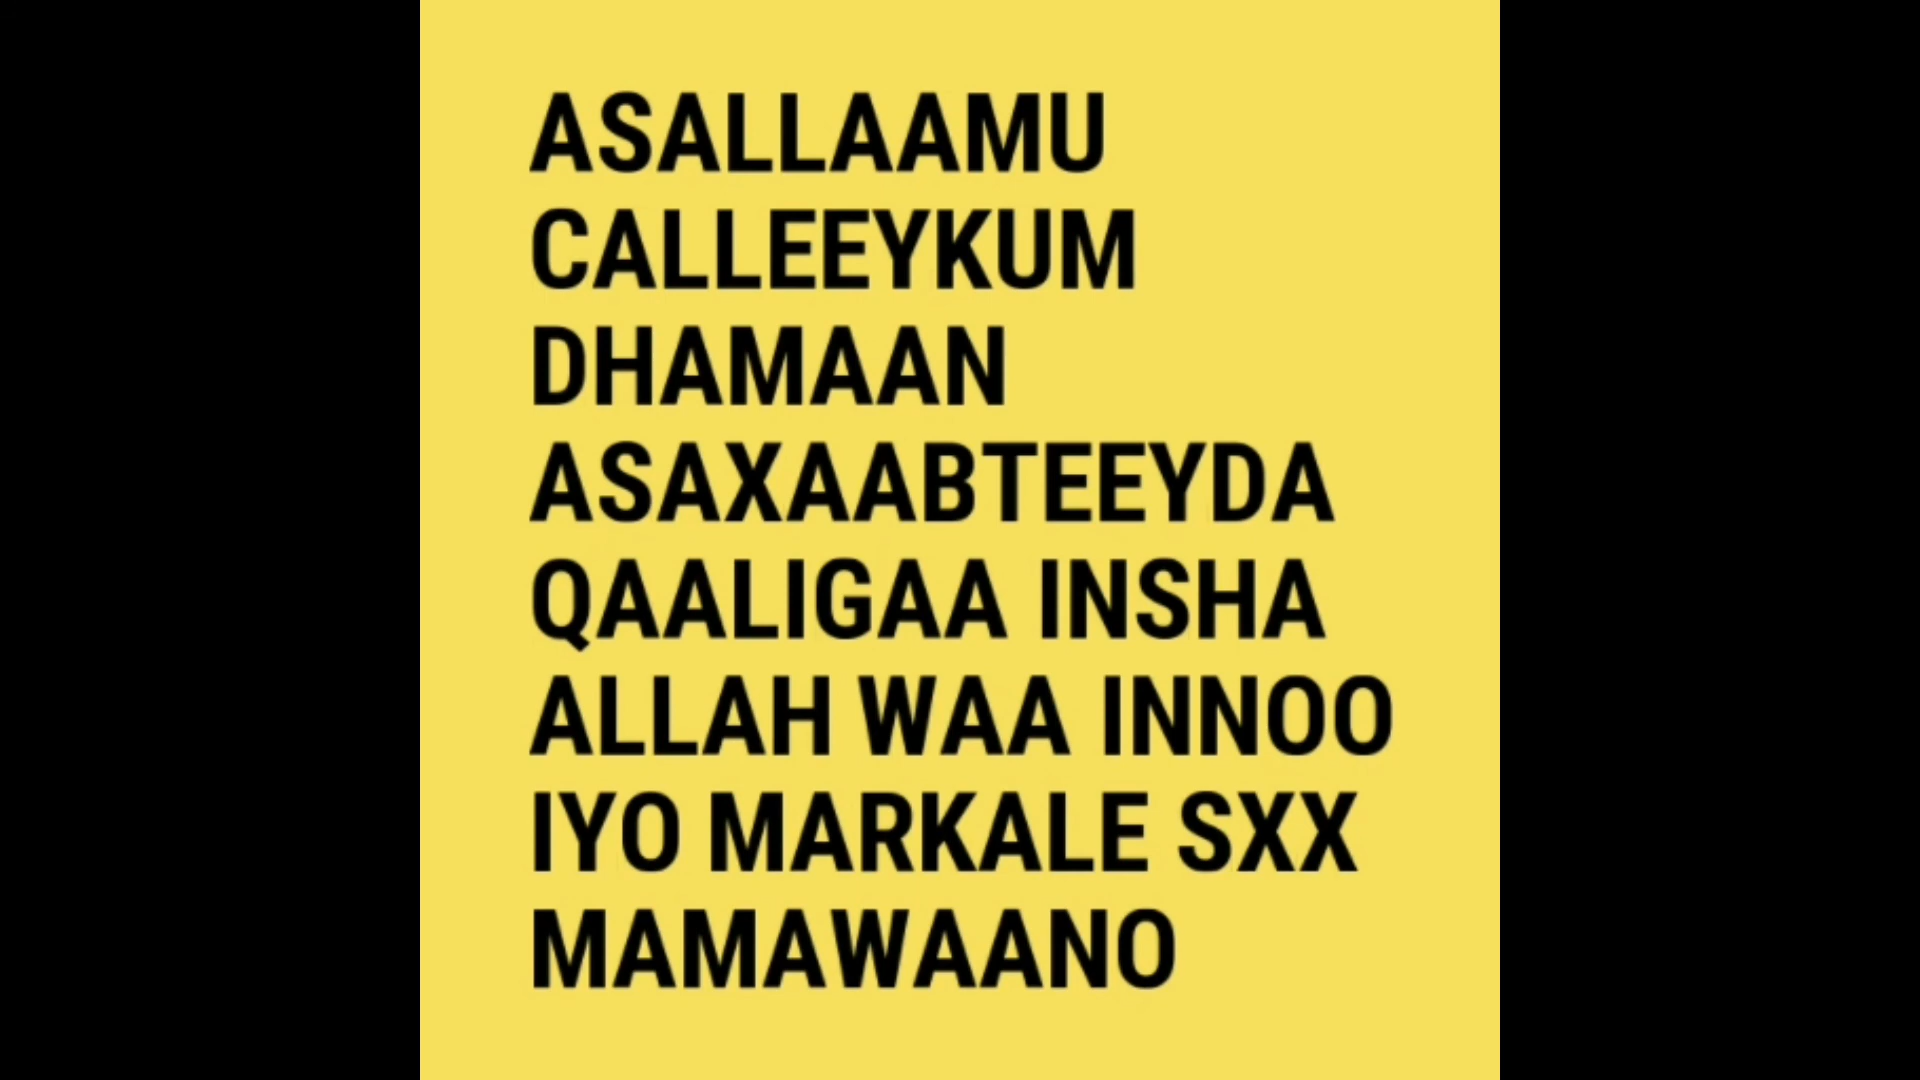 ASALLAAMU
CALLEEYKUM
DHAMAAN
ASAXAABTEEYDA
QAALIGAA INSHA
ALLAH WAA INNOO
IYO MARKALE SXX
MAMAWAANO